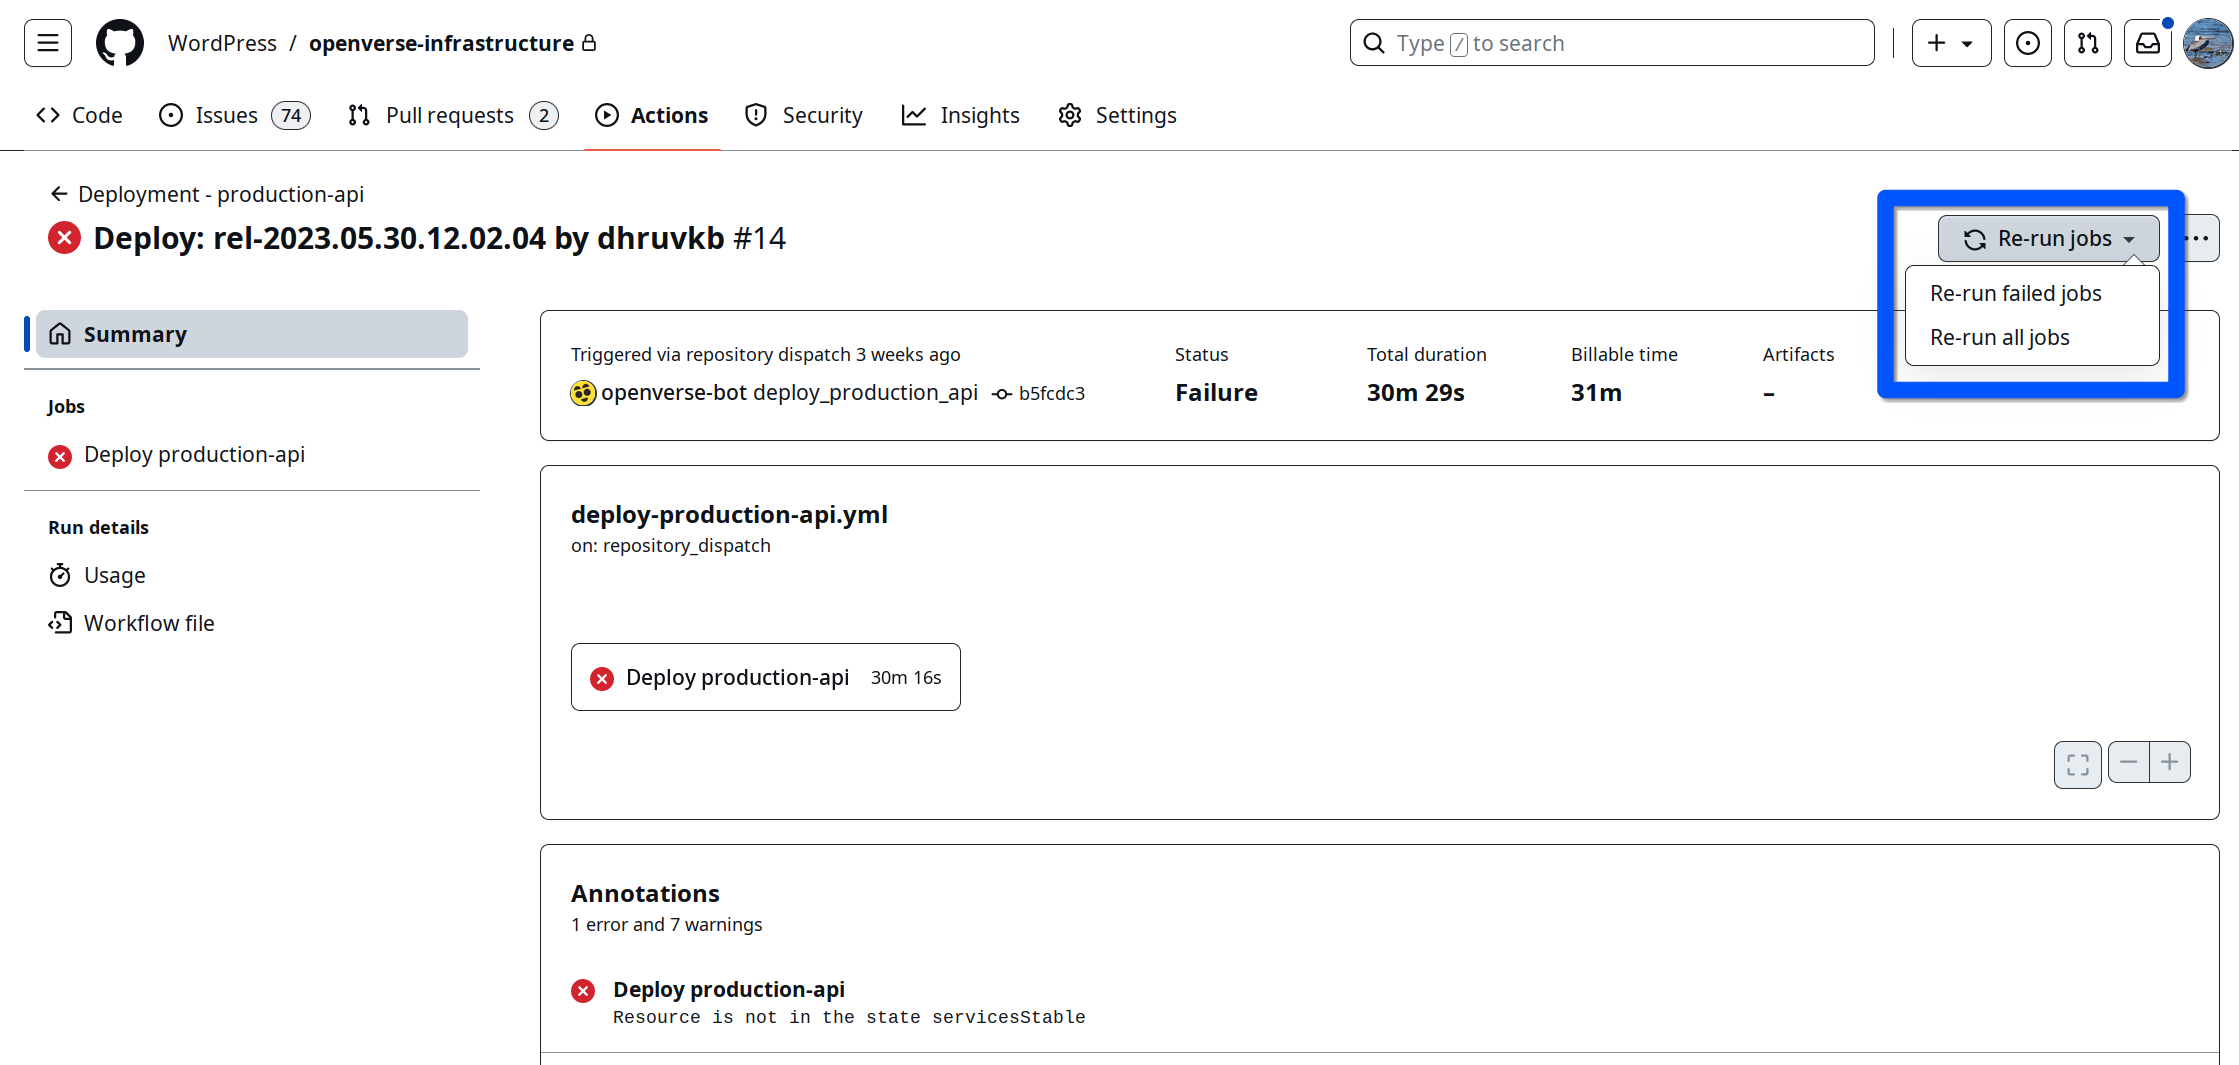 WordPress / openverse-infrastructure
Type / to search
Code
Issues 74
Pull requests 2
Actions
Security
Insights
Settings
Deployment - production-api
Deploy: rel-2023.05.30.12.02.04 by dhruvkb #14
Re-run jobs
Re-run failed jobs
Re-run all jobs
Summary
Jobs
Deploy production-api
Run details
Usage
Workflow file
Triggered via repository dispatch 3 weeks ago
openverse-bot deploy_production_api b5fcdc3
Status
Failure
Total duration
30m 29s
Billable time
31m
Artifacts
–
deploy-production-api.yml
on: repository_dispatch
Deploy production-api 30m 16s
Annotations
1 error and 7 warnings
Deploy production-api
Resource is not in the state servicesStable